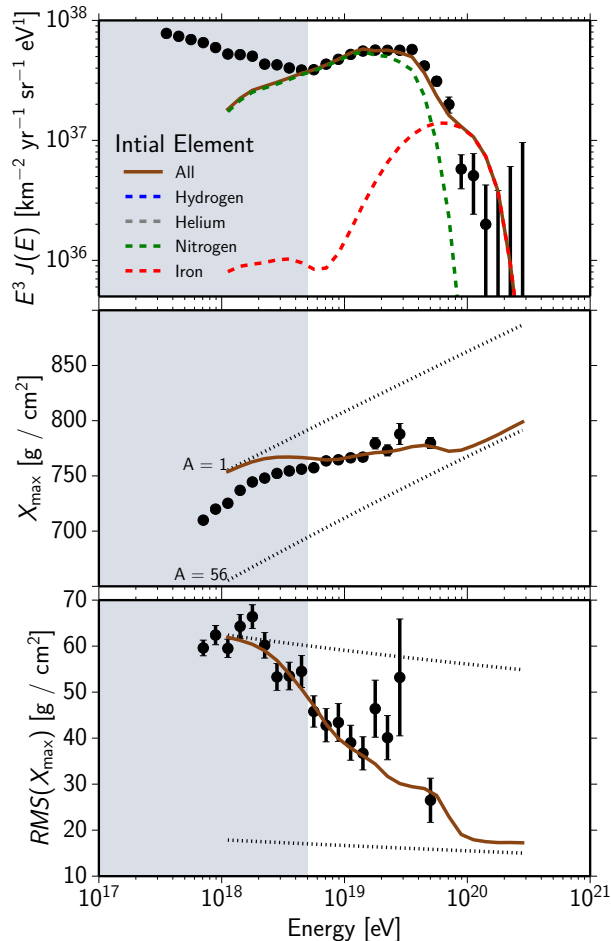 10^38
10^37
10^36
E^3 J(E) [km^−2 yr^−1 sr^−1 eV^1]
Intial Element
All
Hydrogen
Helium
Nitrogen
Iron
850
800
750
700
650
X_max [g / cm^2]
A = 1
A = 56
70
60
50
40
30
20
10
RMS(X_max) [g / cm^2]
10^17 10^18 10^19 10^20 10^21
Energy [eV]